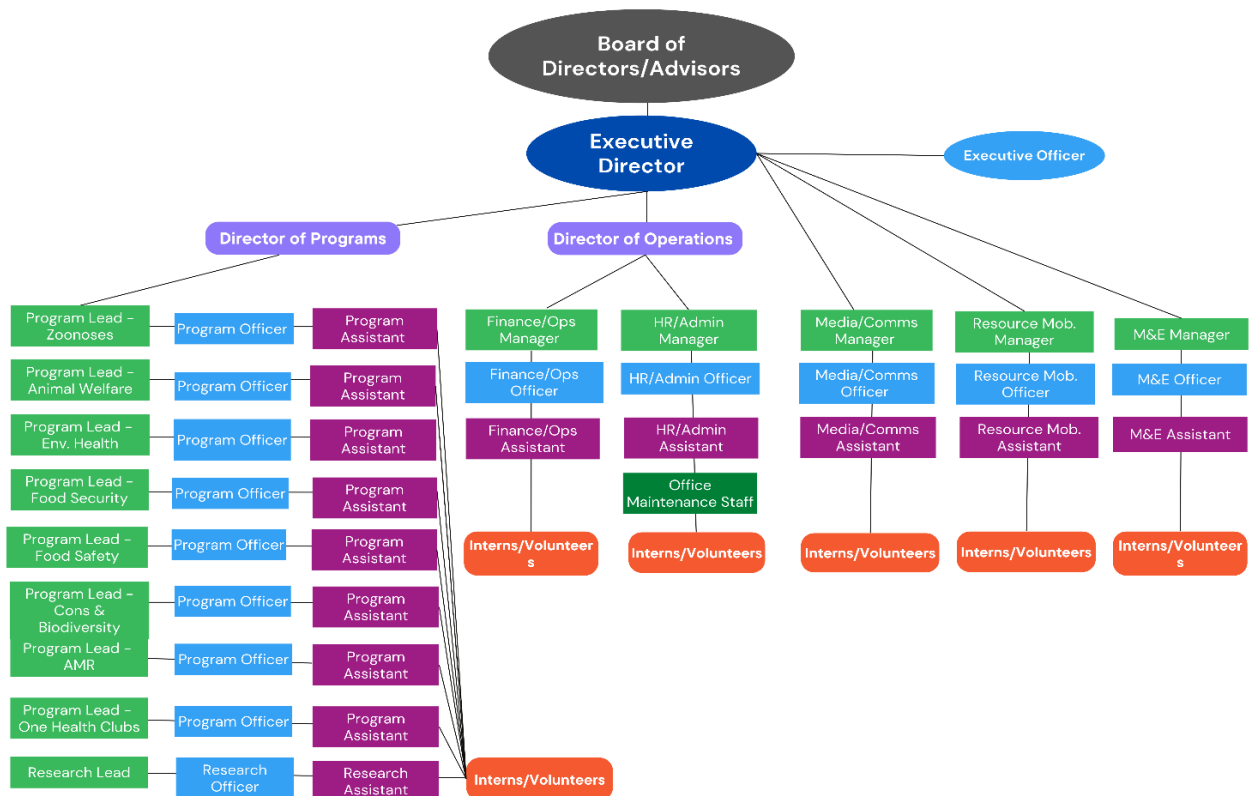 Board of
Directors/Advisors
Executive
Director
Executive Officer
Director of Programs
Director of Operations
Program Lead -
Zoonoses
Program Officer
Program
Assistant
Program Lead -
Animal Welfare
Program Officer
Program
Assistant
Program Lead -
Env. Health
Program Officer
Program
Assistant
Program Lead -
Food Security
Program Officer
Program
Assistant
Program Lead -
Food Safety
Program Officer
Program
Assistant
Program Lead -
Cons &
Biodiversity
Program Officer
Program
Assistant
Program Lead -
AMR
Program Officer
Program
Assistant
Program Lead -
One Health Clubs
Program Officer
Program
Assistant
Research Lead
Research
Officer
Research
Assistant
Interns/Volunteers
Finance/Ops
Manager
Finance/Ops
Officer
Finance/Ops
Assistant
Interns/Volunteer
s
HR/Admin
Manager
HR/Admin Officer
HR/Admin
Assistant
Office
Maintenance Staff
Interns/Volunteers
Media/Comms
Manager
Media/Comms
Officer
Media/Comms
Assistant
Interns/Volunteers
Resource Mob.
Manager
Resource Mob.
Officer
Resource Mob.
Assistant
Interns/Volunteers
M&E Manager
M&E Officer
M&E Assistant
Interns/Volunteer
s